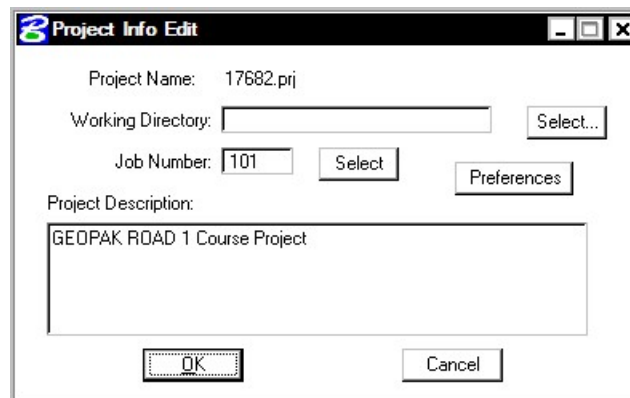 Project Info Edit
Project Name: 17682.prj
Working Directory: Select...
Job Number: 101 Select
Preferences
Project Description:
GEOPAK ROAD 1 Course Project
OK Cancel